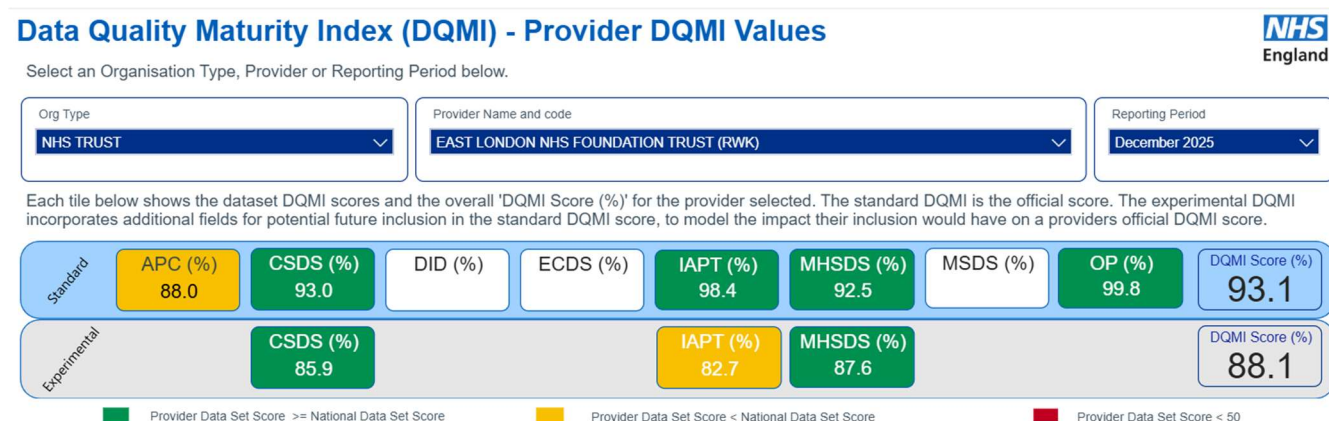 Data Quality Maturity Index (DQMI) - Provider DQMI Values
NHS
England
Select an Organisation Type, Provider or Reporting Period below.
Org Type
NHS TRUST
Provider Name and code
EAST LONDON NHS FOUNDATION TRUST (RWK)
Reporting Period
December 2025
Each tile below shows the dataset DQMI scores and the overall 'DQMI Score (%)' for the provider selected. The standard DQMI is the official score. The experimental DQMI
incorporates additional fields for potential future inclusion in the standard DQMI score, to model the impact their inclusion would have on a providers official DQMI score.
Standard
APC (%)
88.0
CSDS (%)
93.0
DID (%)
ECDS (%)
IAPT (%)
98.4
MHSDS (%)
92.5
MSDS (%)
OP (%)
99.8
DQMI Score (%)
93.1
Experimental
CSDS (%)
85.9
IAPT (%)
82.7
MHSDS (%)
87.6
DQMI Score (%)
88.1
Provider Data Set Score >= National Data Set Score
Provider Data Set Score < National Data Set Score
Provider Data Set Score < 50